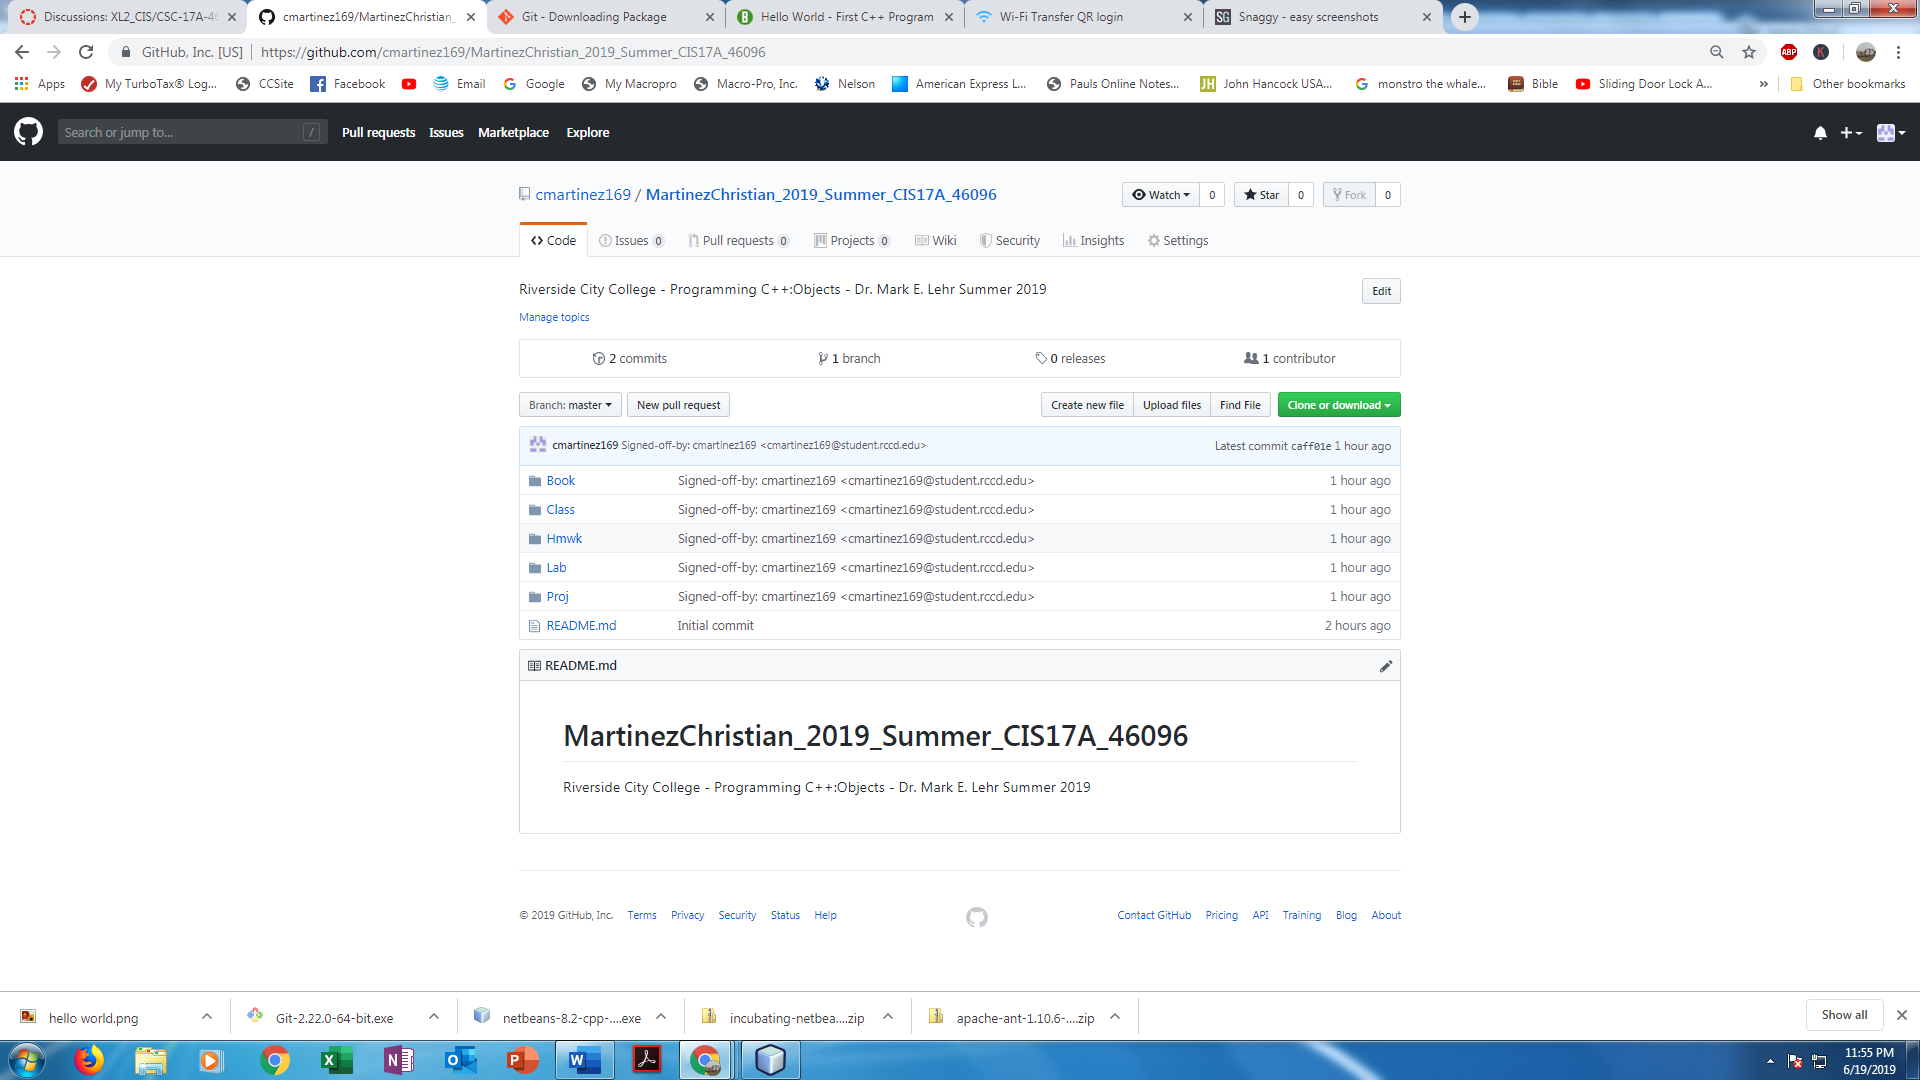 Discussions: XL2_CIS/CSC-17A-46
cmartinez169/MartinezChristian_
Git - Downloading Package
Hello World - First C++ Program
Wi-Fi Transfer QR login
SG Snaggy - easy screenshots
GitHub, Inc. [US] https://github.com/cmartinez169/MartinezChristian_2019_Summer_CIS17A_46096
ABP K
Apps My TurboTax® Log... CCSite Facebook Email Google My Macropro Macro-Pro, Inc. Nelson American Express L... Pauls Online Notes... JH John Hancock USA... monstro the whale... Bible Sliding Door Lock A... » Other bookmarks
Search or jump to... / Pull requests Issues Marketplace Explore
cmartinez169 / MartinezChristian_2019_Summer_CIS17A_46096
Watch 0 Star 0 Fork 0
Code Issues 0 Pull requests 0 Projects 0 Wiki Security Insights Settings
Riverside City College - Programming C++:Objects - Dr. Mark E. Lehr Summer 2019
Edit
Manage topics
2 commits 1 branch 0 releases 1 contributor
Branch: master New pull request Create new file Upload files Find File Clone or download
cmartinez169 Signed-off-by: cmartinez169 <cmartinez169@student.rccd.edu> Latest commit caff01e 1 hour ago
Book Signed-off-by: cmartinez169 <cmartinez169@student.rccd.edu> 1 hour ago
Class Signed-off-by: cmartinez169 <cmartinez169@student.rccd.edu> 1 hour ago
Hmwk Signed-off-by: cmartinez169 <cmartinez169@student.rccd.edu> 1 hour ago
Lab Signed-off-by: cmartinez169 <cmartinez169@student.rccd.edu> 1 hour ago
Proj Signed-off-by: cmartinez169 <cmartinez169@student.rccd.edu> 1 hour ago
README.md Initial commit 2 hours ago
README.md
MartinezChristian_2019_Summer_CIS17A_46096
Riverside City College - Programming C++:Objects - Dr. Mark E. Lehr Summer 2019
© 2019 GitHub, Inc. Terms Privacy Security Status Help Contact GitHub Pricing API Training Blog About
hello world.png Git-2.22.0-64-bit.exe netbeans-8.2-cpp-....exe incubating-netbea....zip apache-ant-1.10.6-....zip Show all
11:55 PM
6/19/2019